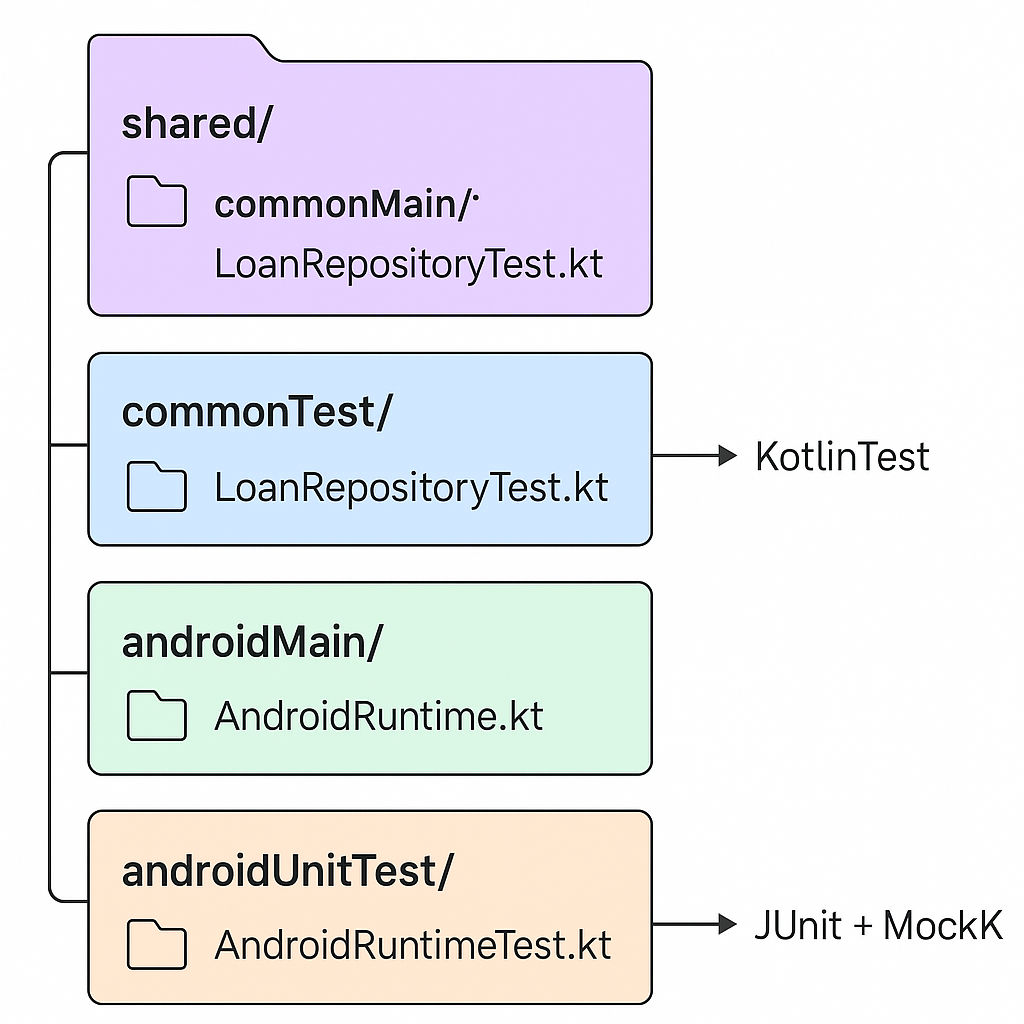 shared/
commonMain/·
LoanRepositoryTest.kt
commonTest/
LoanRepositoryTest.kt
KotlinTest
androidMain/
AndroidRuntime.kt
androidUnitTest/
AndroidRuntimeTest.kt
JUnit + MockK